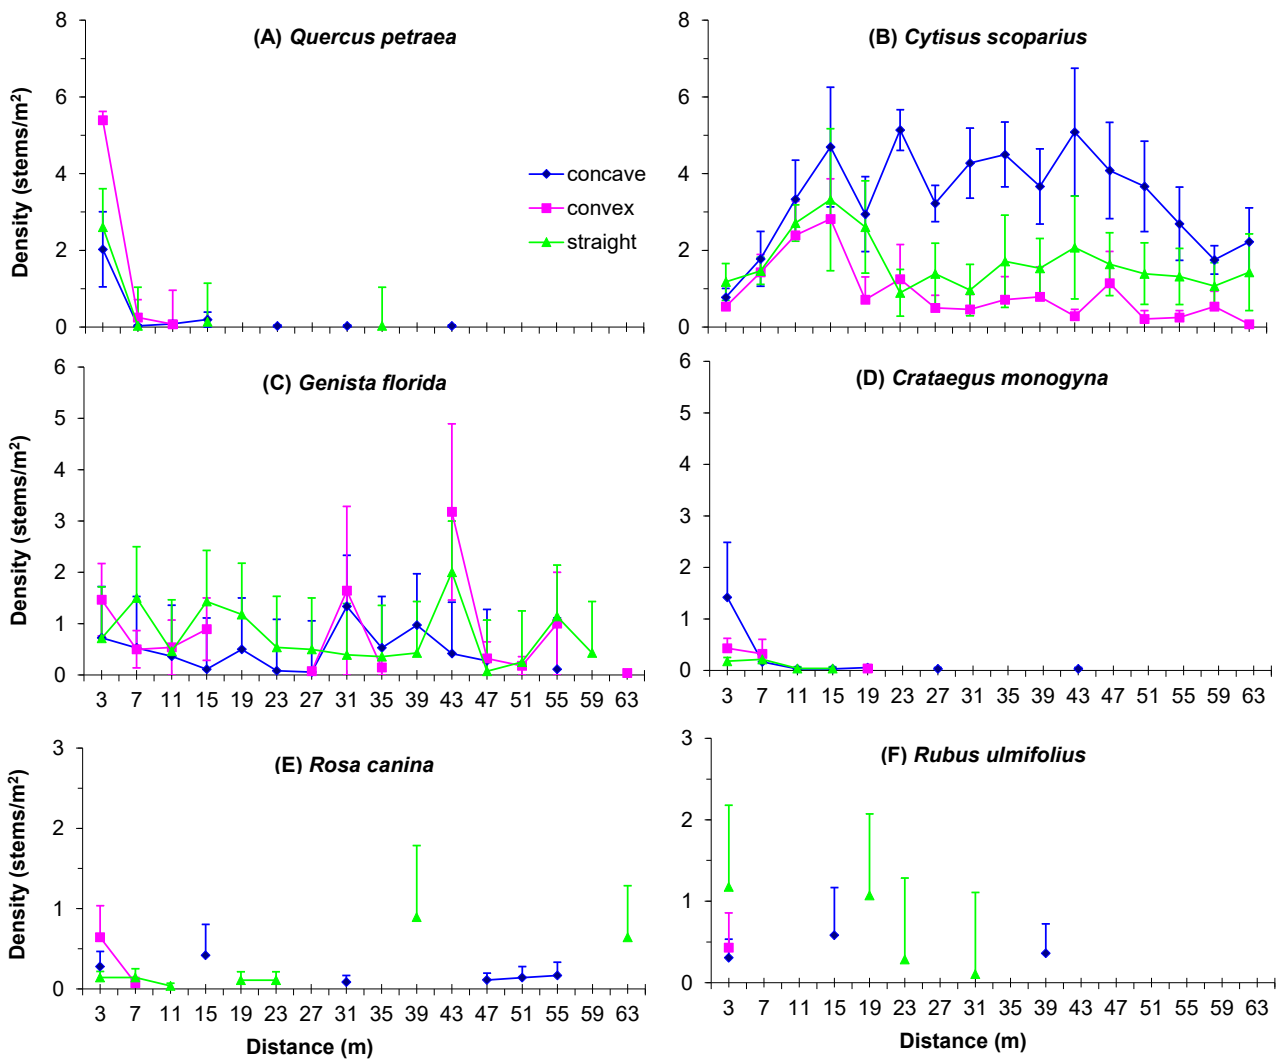 (A) Quercus petraea
Density (stems/m²)
8
6
4
2
0
concave
convex
straight
(B) Cytisus scoparius
8
6
4
2
0
(C) Genista florida
Density (stems/m²)
6
5
4
3
2
1
0
3 7 11 15 19 23 27 31 35 39 43 47 51 55 59 63
(D) Crataegus monogyna
6
5
4
3
2
1
0
3 7 11 15 19 23 27 31 35 39 43 47 51 55 59 63
(E) Rosa canina
Density (stems/m²)
3
2
1
0
3 7 11 15 19 23 27 31 35 39 43 47 51 55 59 63
Distance (m)
(F) Rubus ulmifolius
3
2
1
0
3 7 11 15 19 23 27 31 35 39 43 47 51 55 59 63
Distance (m)